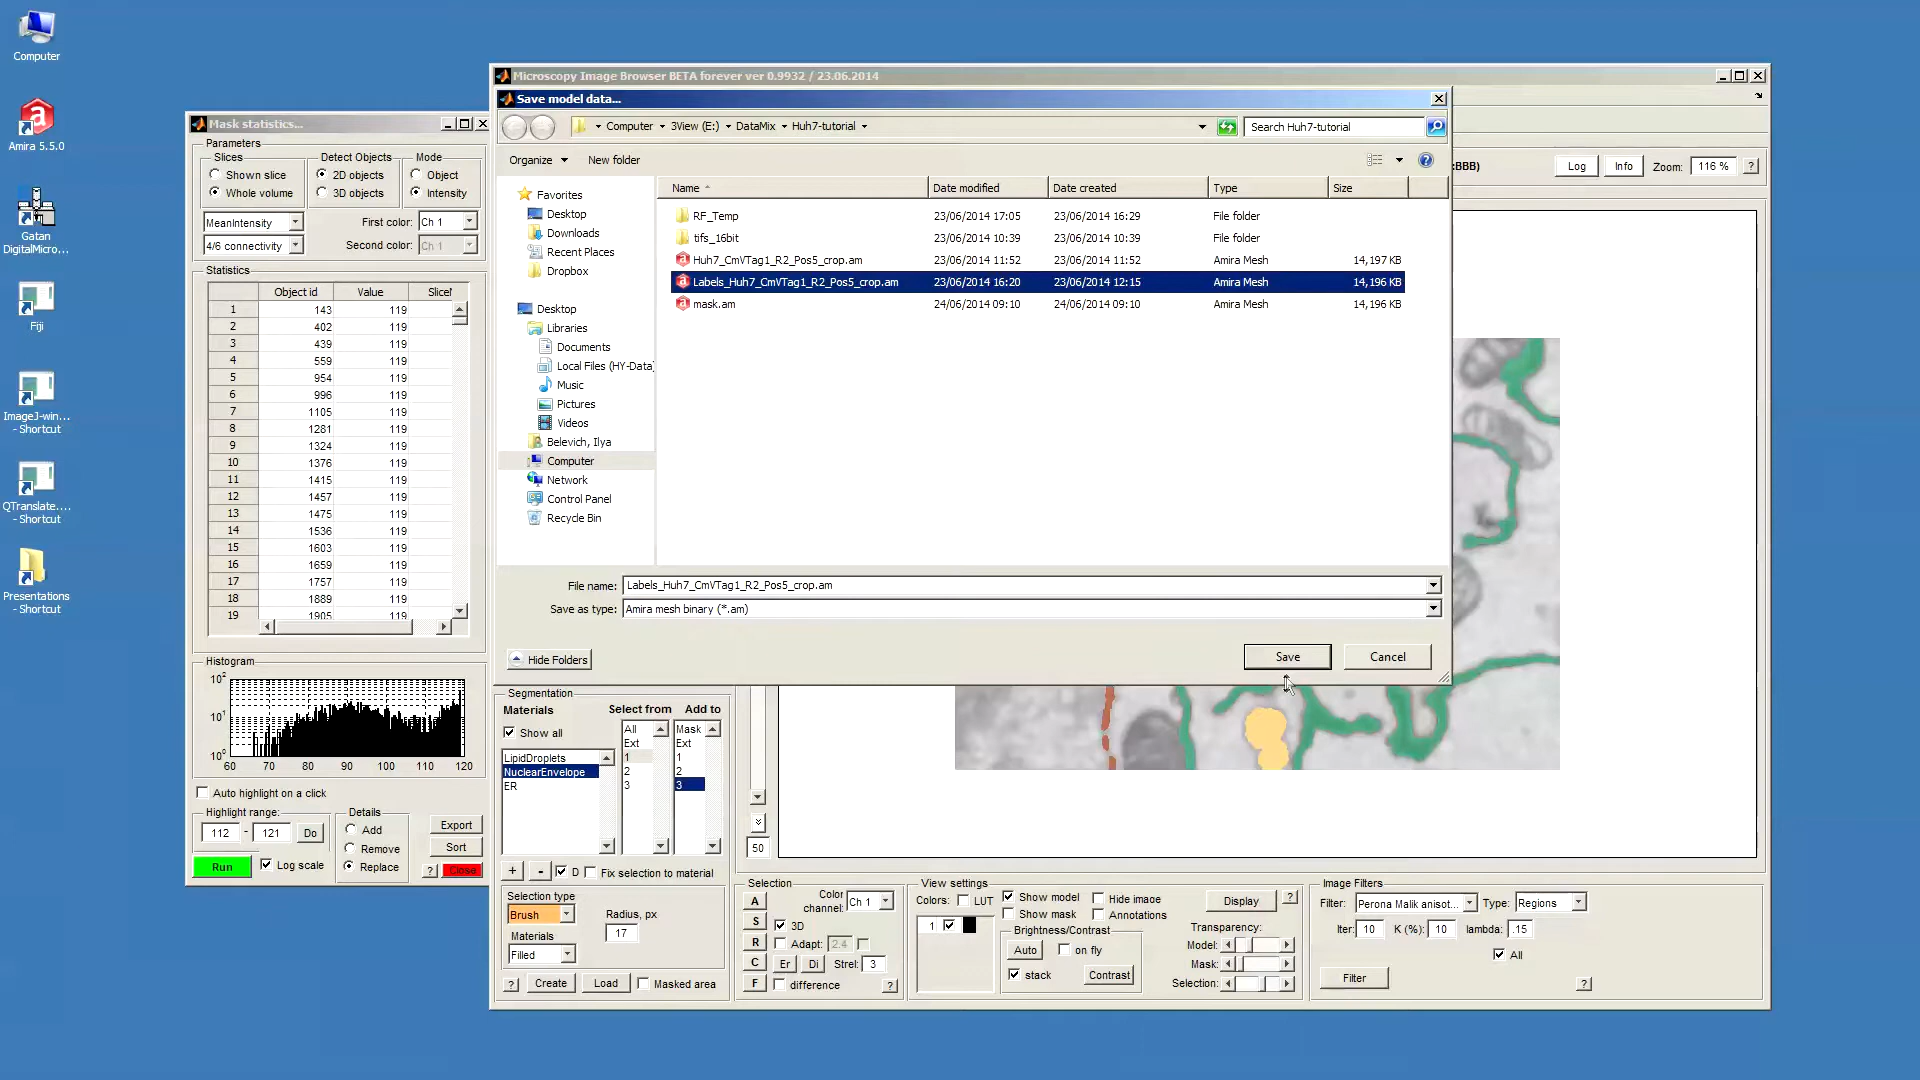 Computer
Amira 5.5.0
Gatan
DigitalMicro...
Fiji
ImageJ-win...
- Shortcut
QTranslate....
- Shortcut
Presentations
- Shortcut
Mask statistics...
Parameters
Slices
Shown slice
Whole volume
Detect Objects
2D objects
3D objects
Mode
Object
Intensity
MeanIntensity
First color: Ch 1
4/6 connectivity
Second color: Ch 1
Statistics
Object id Value
1 143 119
2 402 119
3 439 119
4 559 119
5 954 119
6 996 119
7 1105 119
8 1281 119
9 1324 119
10 1376 119
11 1415 119
12 1457 119
13 1475 119
14 1536 119
15 1603 119
16 1659 119
17 1757 119
18 1889 119
19 1905 119
Histogram
10^2
10^1
10^0
60 70 80 90 100 110 120
Auto highlight on a click
Highlight range:
112 - 121 Do
Run
Log scale
Details
Add
Remove
Replace
Export
Sort
? Close
Microscopy Image Browser BETA forever ver 0.9932 / 23.06.2014
Save model data...
Computer 3View (E:) DataMix Huh7-tutorial
Search Huh7-tutorial
Organize New folder
Favorites
Desktop
Downloads
Recent Places
Dropbox
Desktop
Libraries
Documents
Local Files (HY-Data)
Music
Pictures
Videos
Belevich, Ilya
Computer
Network
Control Panel
Recycle Bin
Name Date modified Date created Type Size
RF_Temp 23/06/2014 17:05 23/06/2014 16:29 File folder
tifs_16bit 23/06/2014 10:39 23/06/2014 10:39 File folder
Huh7_CmVTag1_R2_Pos5_crop.am 23/06/2014 11:52 23/06/2014 11:52 Amira Mesh 14,197 KB
Labels_Huh7_CmVTag1_R2_Pos5_crop.am 23/06/2014 16:20 23/06/2014 12:15 Amira Mesh 14,196 KB
mask.am 24/06/2014 09:10 24/06/2014 09:10 Amira Mesh 14,196 KB
File name: Labels_Huh7_CmVTag1_R2_Pos5_crop.am
Save as type: Amira mesh binary (*.am)
Hide Folders
Save Cancel
:BBB)
Log Info Zoom: 116 % ?
Segmentation
Materials Select from Add to
Show all
LipidDroplets
NuclearEnvelope
ER
All
Ext
1
2
3
Mask
Ext
1
2
3
+ - D Fix selection to material
Selection type
Brush
Radius, px
17
Materials
Filled
? Create Load Masked area
50
Selection
A
S
R
C
F
Color
channel: Ch 1
3D
Adapt: 2.4
Er Di Strel: 3
difference ?
View settings
Colors: LUT
1
Show model
Show mask
Hide image
Annotations
Brightness/Contrast
Auto on fly
stack Contrast
Display ?
Transparency:
Model:
Mask:
Selection:
Image Filters
Filter: Perona Malik anisot... Type: Regions
Iter: 10 K (%): 10 lambda: .15
All
Filter ?